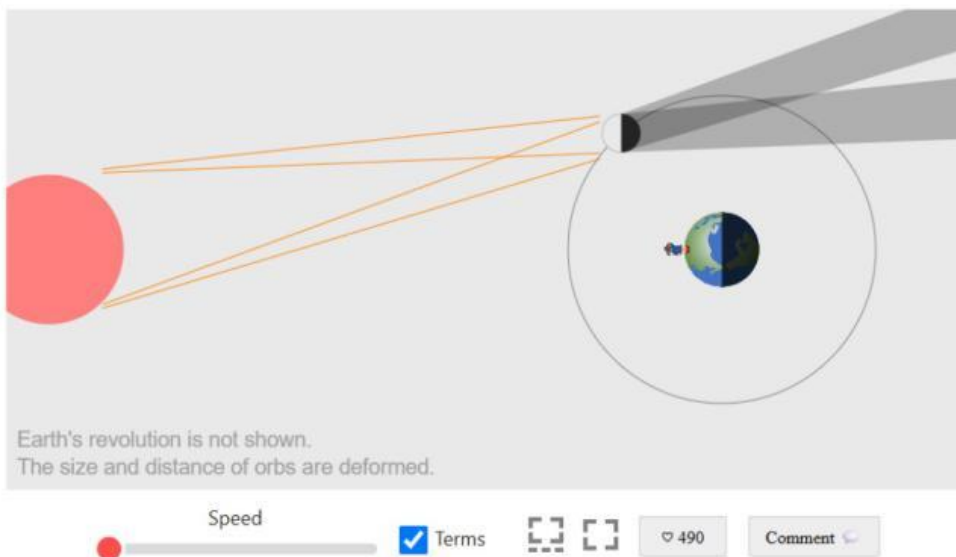 Earth's revolution is not shown.
The size and distance of orbs are deformed.
Speed
Terms
♡ 490
Comment 💬